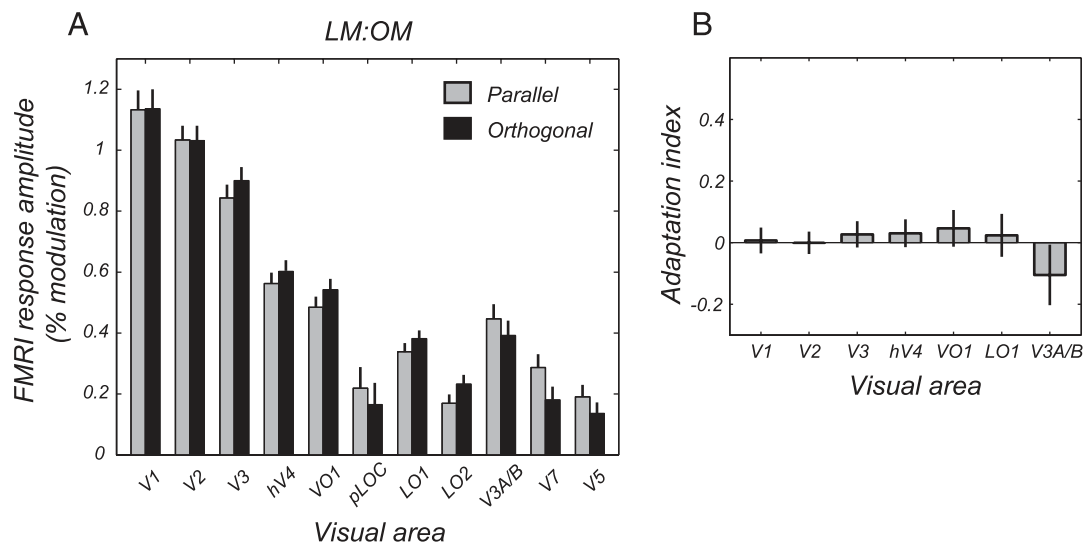 A
LM:OM
FMRI response amplitude
(% modulation)
1.2
1
0.8
0.6
0.4
0.2
0
Parallel
Orthogonal
V1 V2 V3 hV4 VO1 pLOC LO1 LO2 V3A/B V7 V5
Visual area
B
Adaptation index
0.4
0.2
0
-0.2
V1 V2 V3 hV4 VO1 LO1 V3A/B
Visual area